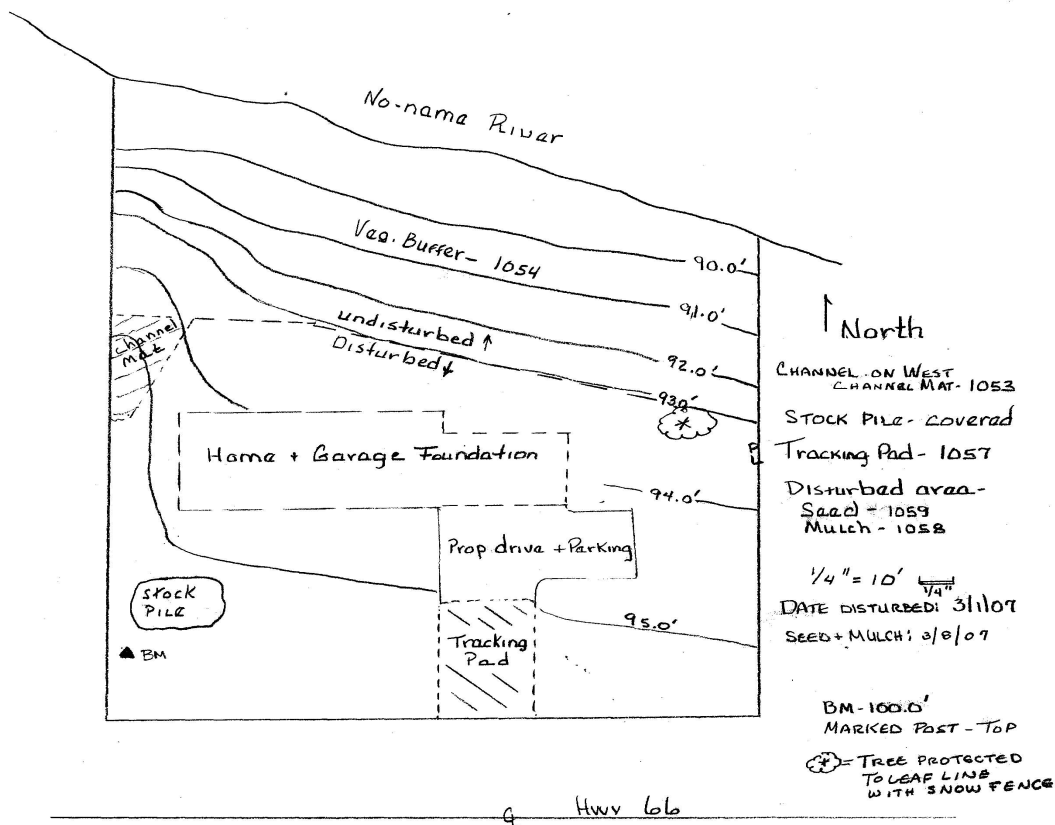 No-name River
Veg. Buffer - 1054
90.0'
91.0'
undisturbed ↑
Disturbed ↓
92.0'
93.0'
channel
mat
Home + Garage Foundation
94.0'
Prop drive + Parking
STOCK
PILE
95.0'
Tracking
Pad
▲ BM
North
CHANNEL ON WEST
CHANNEL MAT - 1053
STOCK PILE - covered
Tracking Pad - 1057
Disturbed area -
Seed - 1059
Mulch - 1058
1/4" = 10' 1/4"
DATE DISTURBED: 3/1/07
SEED + MULCH: 3/8/07
BM - 100.0'
MARKED POST - TOP
= TREE PROTECTED
TO LEAF LINE
WITH SNOW FENCE
Hwy 66